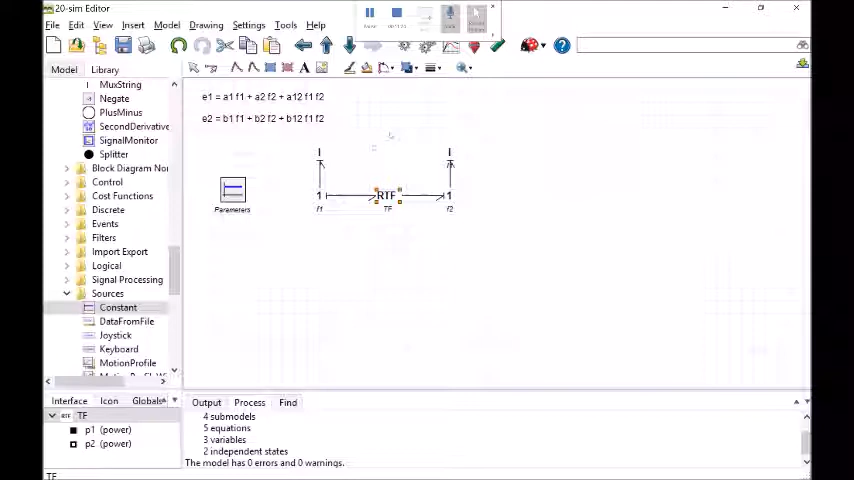 20-sim Editor
File Edit View Insert Model Drawing Settings Tools Help
Model Library
MuxString
Negate
PlusMinus
SecondDerivative
SignalMonitor
Splitter
Block Diagram Non
Control
Cost Functions
Discrete
Events
Filters
Import Export
Logical
Signal Processing
Sources
Constant
DataFromFile
Joystick
Keyboard
MotionProfile
e1 = a1 f1 + a2 f2 + a12 f1 f2
e2 = b1 f1 + b2 f2 + b12 f1 f2
I I
1 RTF 1
Parameters f1 TF f2
Interface Icon Globals
RTF TF
p1 (power)
p2 (power)
Output Process Find
4 submodels
5 equations
3 variables
2 independent states
The model has 0 errors and 0 warnings.
TF